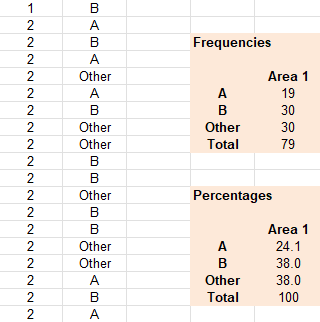 1 B
2 A
2 B Frequencies
2 A
2 Other Area 1
2 A A 19
2 B B 30
2 Other Other 30
2 Other Total 79
2 B
2 B
2 Other Percentages
2 B
2 B Area 1
2 Other A 24.1
2 Other B 38.0
2 A Other 38.0
2 B Total 100
2 A